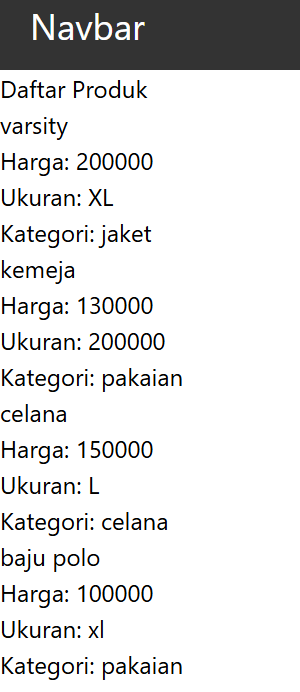 Navbar
Daftar Produk
varsity
Harga: 200000
Ukuran: XL
Kategori: jaket
kemeja
Harga: 130000
Ukuran: 200000
Kategori: pakaian
celana
Harga: 150000
Ukuran: L
Kategori: celana
baju polo
Harga: 100000
Ukuran: xl
Kategori: pakaian